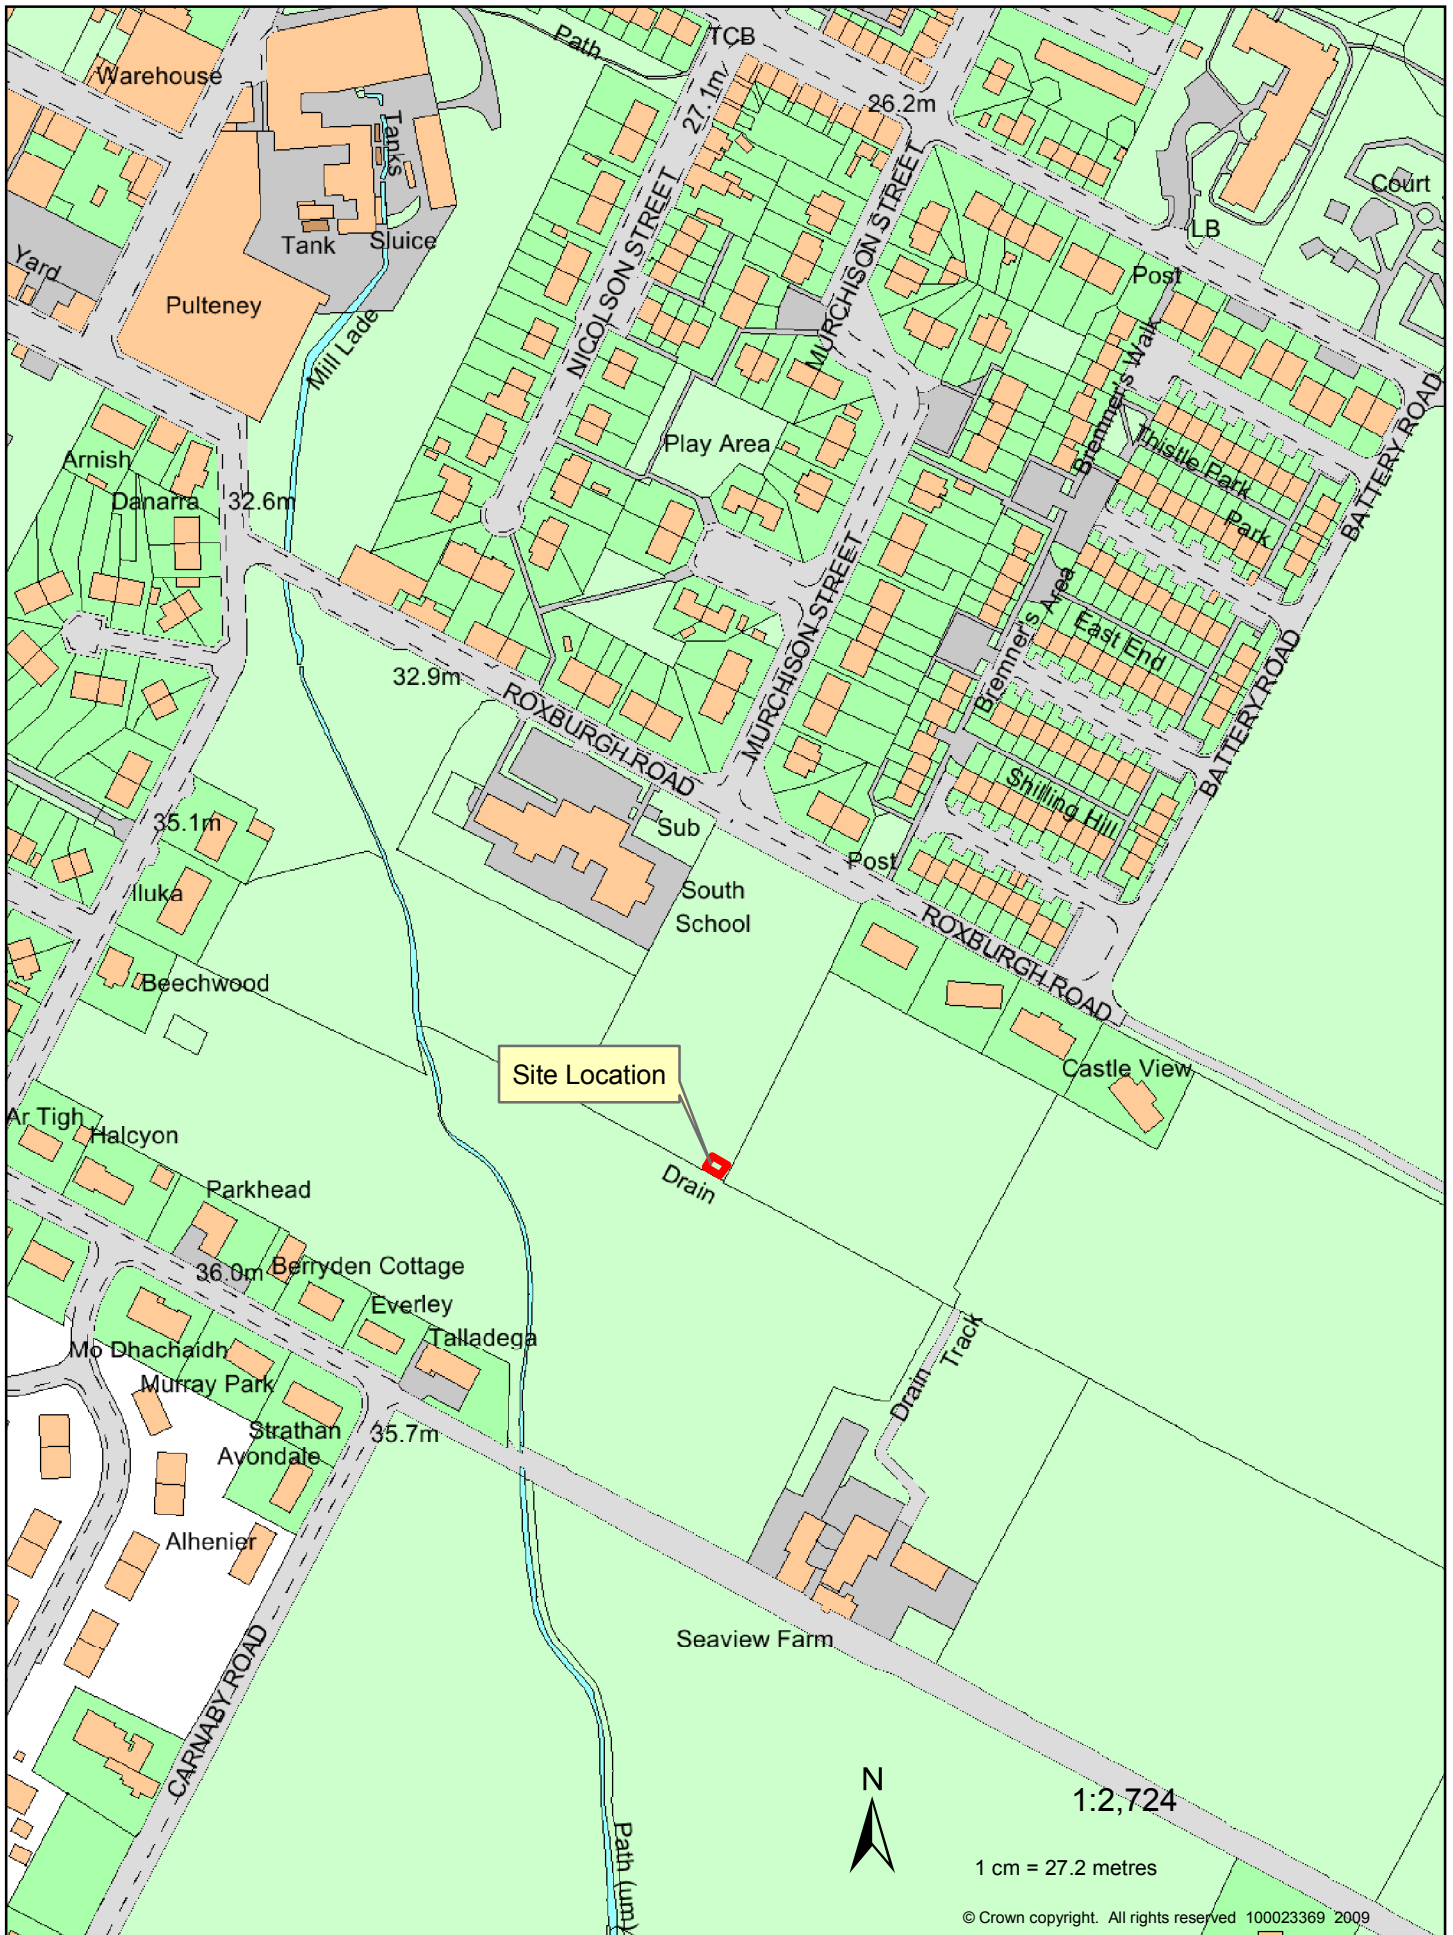 Path
TCB
Warehouse
27.1m
26.2m
Tanks
Court
Tank
Sluice
LB
Yard
Post
Pulteney
NICOLSON STREET
MURCHISON STREET
Mill Lade
Bremner's Walk
BATTERY ROAD
Play Area
Thistle Park
Arnish
Danarra
32.6m
Park
MURCHISON STREET
Bremner's Area
East End
32.9m
ROXBURGH ROAD
BATTERY ROAD
Shilling Hill
35.1m
Sub
Post
Iluka
South
School
ROXBURGH ROAD
Beechwood
Site Location
Castle View
Ar Tigh
Halcyon
Drain
Parkhead
36.0m
Berryden Cottage
Everley
Talladega
Mo Dhachaidh
Drain
Track
Murray Park
Strathan
35.7m
Avondale
Alhenier
Seaview Farm
CARNABY ROAD
N
1:2,724
Path (um)
1 cm = 27.2 metres
© Crown copyright. All rights reserved 100023369 2009